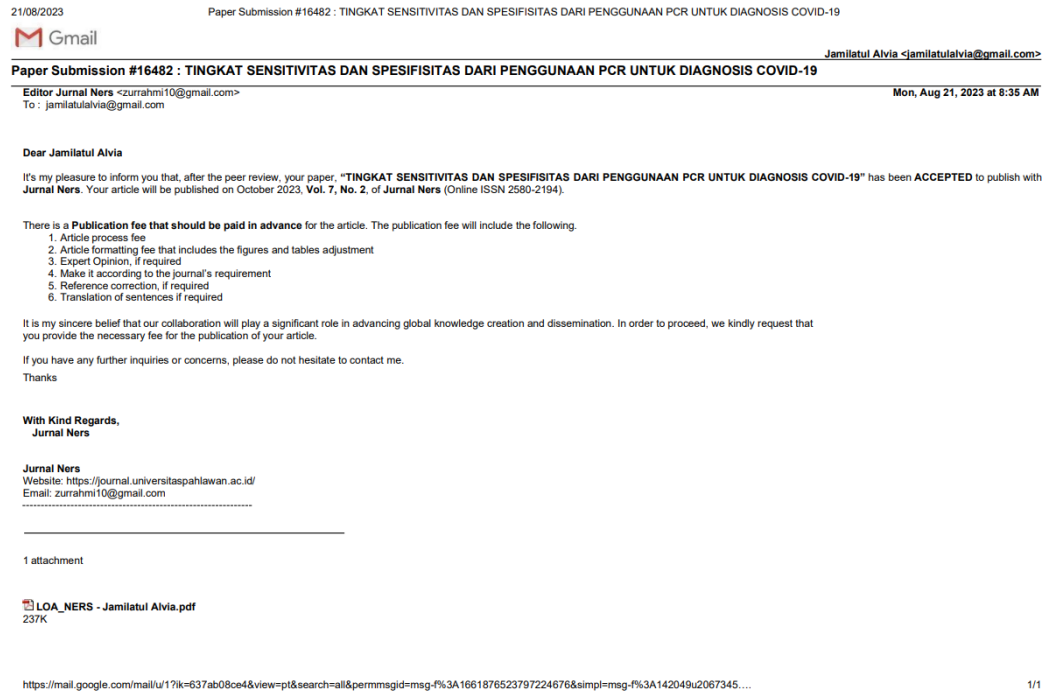 21/08/2023 Paper Submission #16482 : TINGKAT SENSITIVITAS DAN SPESIFISITAS DARI PENGGUNAAN PCR UNTUK DIAGNOSIS COVID-19
Gmail
Jamilatul Alvia <jamilatulalvia@gmail.com>
Paper Submission #16482 : TINGKAT SENSITIVITAS DAN SPESIFISITAS DARI PENGGUNAAN PCR UNTUK DIAGNOSIS COVID-19
Editor Jurnal Ners <zurrahmi10@gmail.com> Mon, Aug 21, 2023 at 8:35 AM
To : jamilatulalvia@gmail.com
Dear Jamilatul Alvia
It's my pleasure to inform you that, after the peer review, your paper, “TINGKAT SENSITIVITAS DAN SPESIFISITAS DARI PENGGUNAAN PCR UNTUK DIAGNOSIS COVID-19” has been ACCEPTED to publish with
Jurnal Ners. Your article will be published on October 2023, Vol. 7, No. 2, of Jurnal Ners (Online ISSN 2580-2194).
There is a Publication fee that should be paid in advance for the article. The publication fee will include the following.
1. Article process fee
2. Article formatting fee that includes the figures and tables adjustment
3. Expert Opinion, if required
4. Make it according to the journal's requirement
5. Reference correction, if required
6. Translation of sentences if required
It is my sincere belief that our collaboration will play a significant role in advancing global knowledge creation and dissemination. In order to proceed, we kindly request that
you provide the necessary fee for the publication of your article.
If you have any further inquiries or concerns, please do not hesitate to contact me.
Thanks
With Kind Regards,
Jurnal Ners
Jurnal Ners
Website: https://journal.universitaspahlawan.ac.id/
Email: zurrahmi10@gmail.com
1 attachment
LOA_NERS - Jamilatul Alvia.pdf
237K
https://mail.google.com/mail/u/1?ik=637ab08ce4&view=pt&search=all&permmsgid=msg-f%3A1661876523797224676&simpl=msg-f%3A142049u2067345.… 1/1